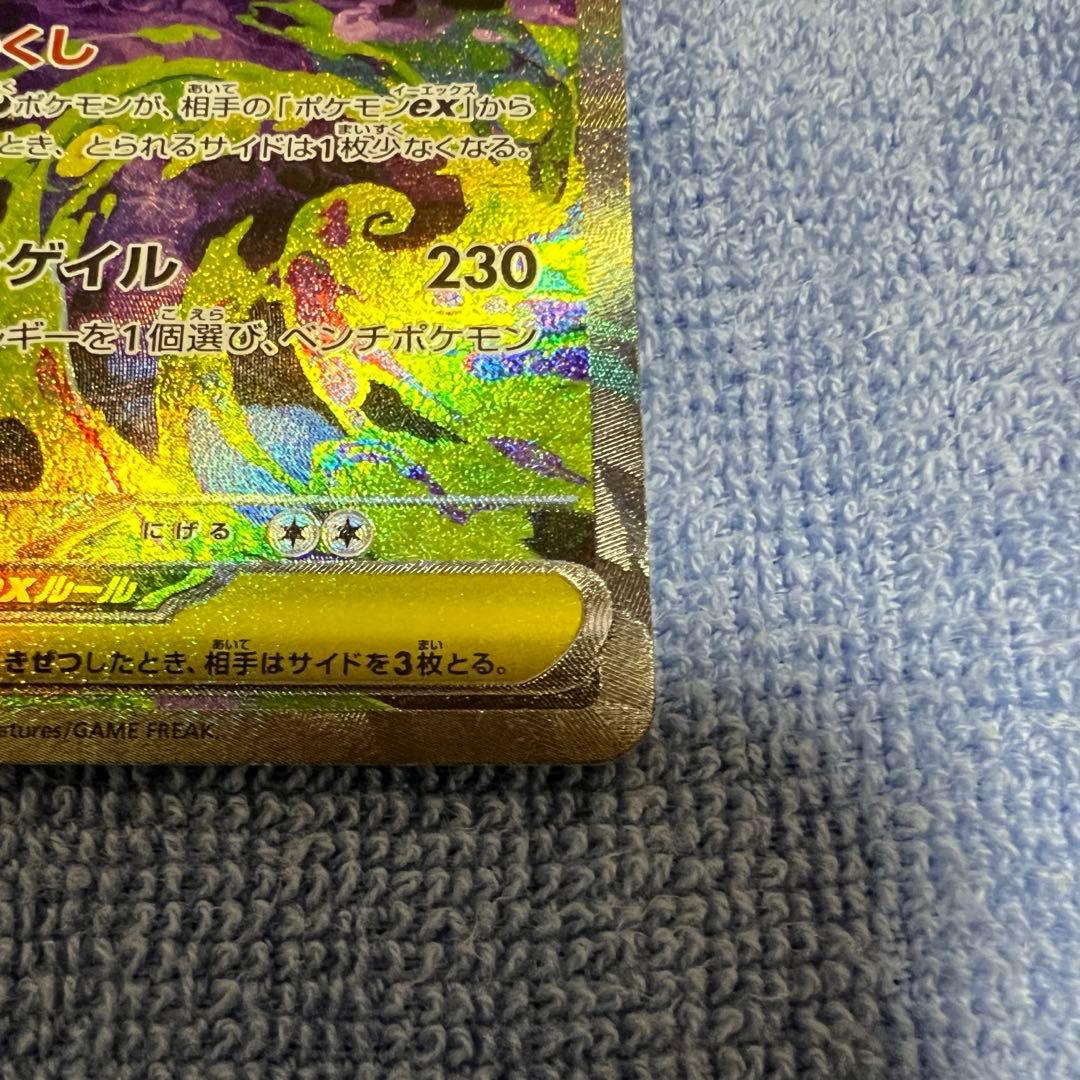 くし
ポケモンが、相手の「ポケモンex」から
とき、とられるサイドは1枚少なくなる。
ゲイル 230
ギーを1個選び、ベンチポケモン
にげる
exルール
きぜつしたとき、相手はサイドを3枚とる。
atures/GAME FREAK.